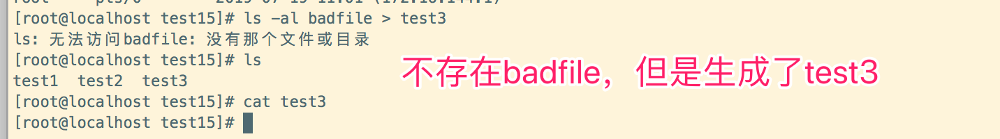 [root@localhost test15]# ls -al badfile > test3
ls: 无法访问badfile: 没有那个文件或目录
[root@localhost test15]# ls
test1  test2  test3
不存在badfile，但是生成了test3
[root@localhost test15]# cat test3
[root@localhost test15]#